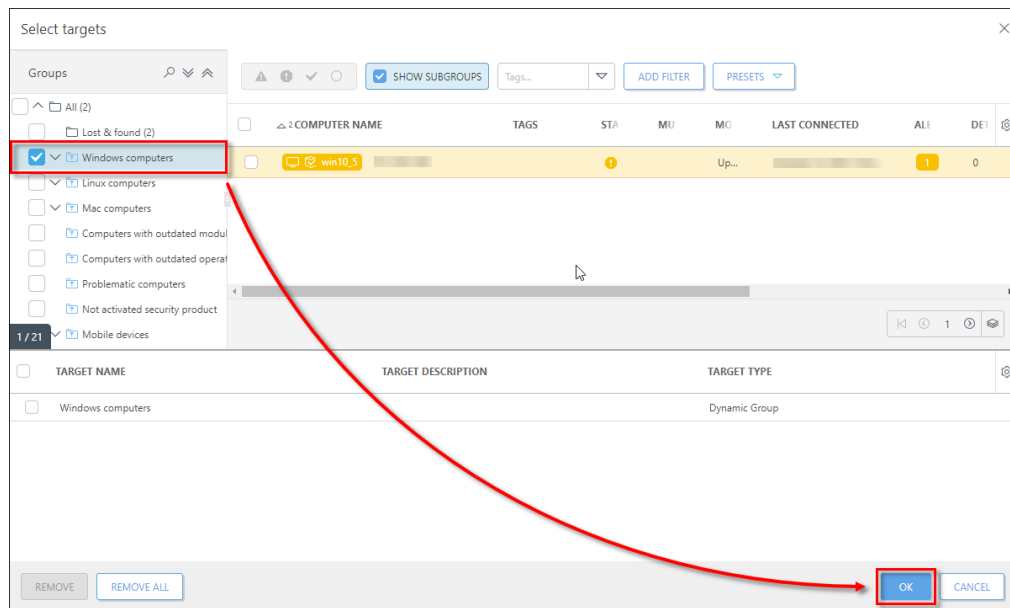 Select targets
Groups
SHOW SUBGROUPS
Tags...
ADD FILTER
PRESETS
All (2)
Lost & found (2)
Windows computers
Linux computers
Mac computers
Computers with outdated modul
Computers with outdated operat
Problematic computers
Not activated security product
Mobile devices
1 / 21
2 COMPUTER NAME TAGS STA MU MO LAST CONNECTED ALE DET
win10_5 Up... 1 0
1
TARGET NAME TARGET DESCRIPTION TARGET TYPE
Windows computers Dynamic Group
REMOVE REMOVE ALL OK CANCEL